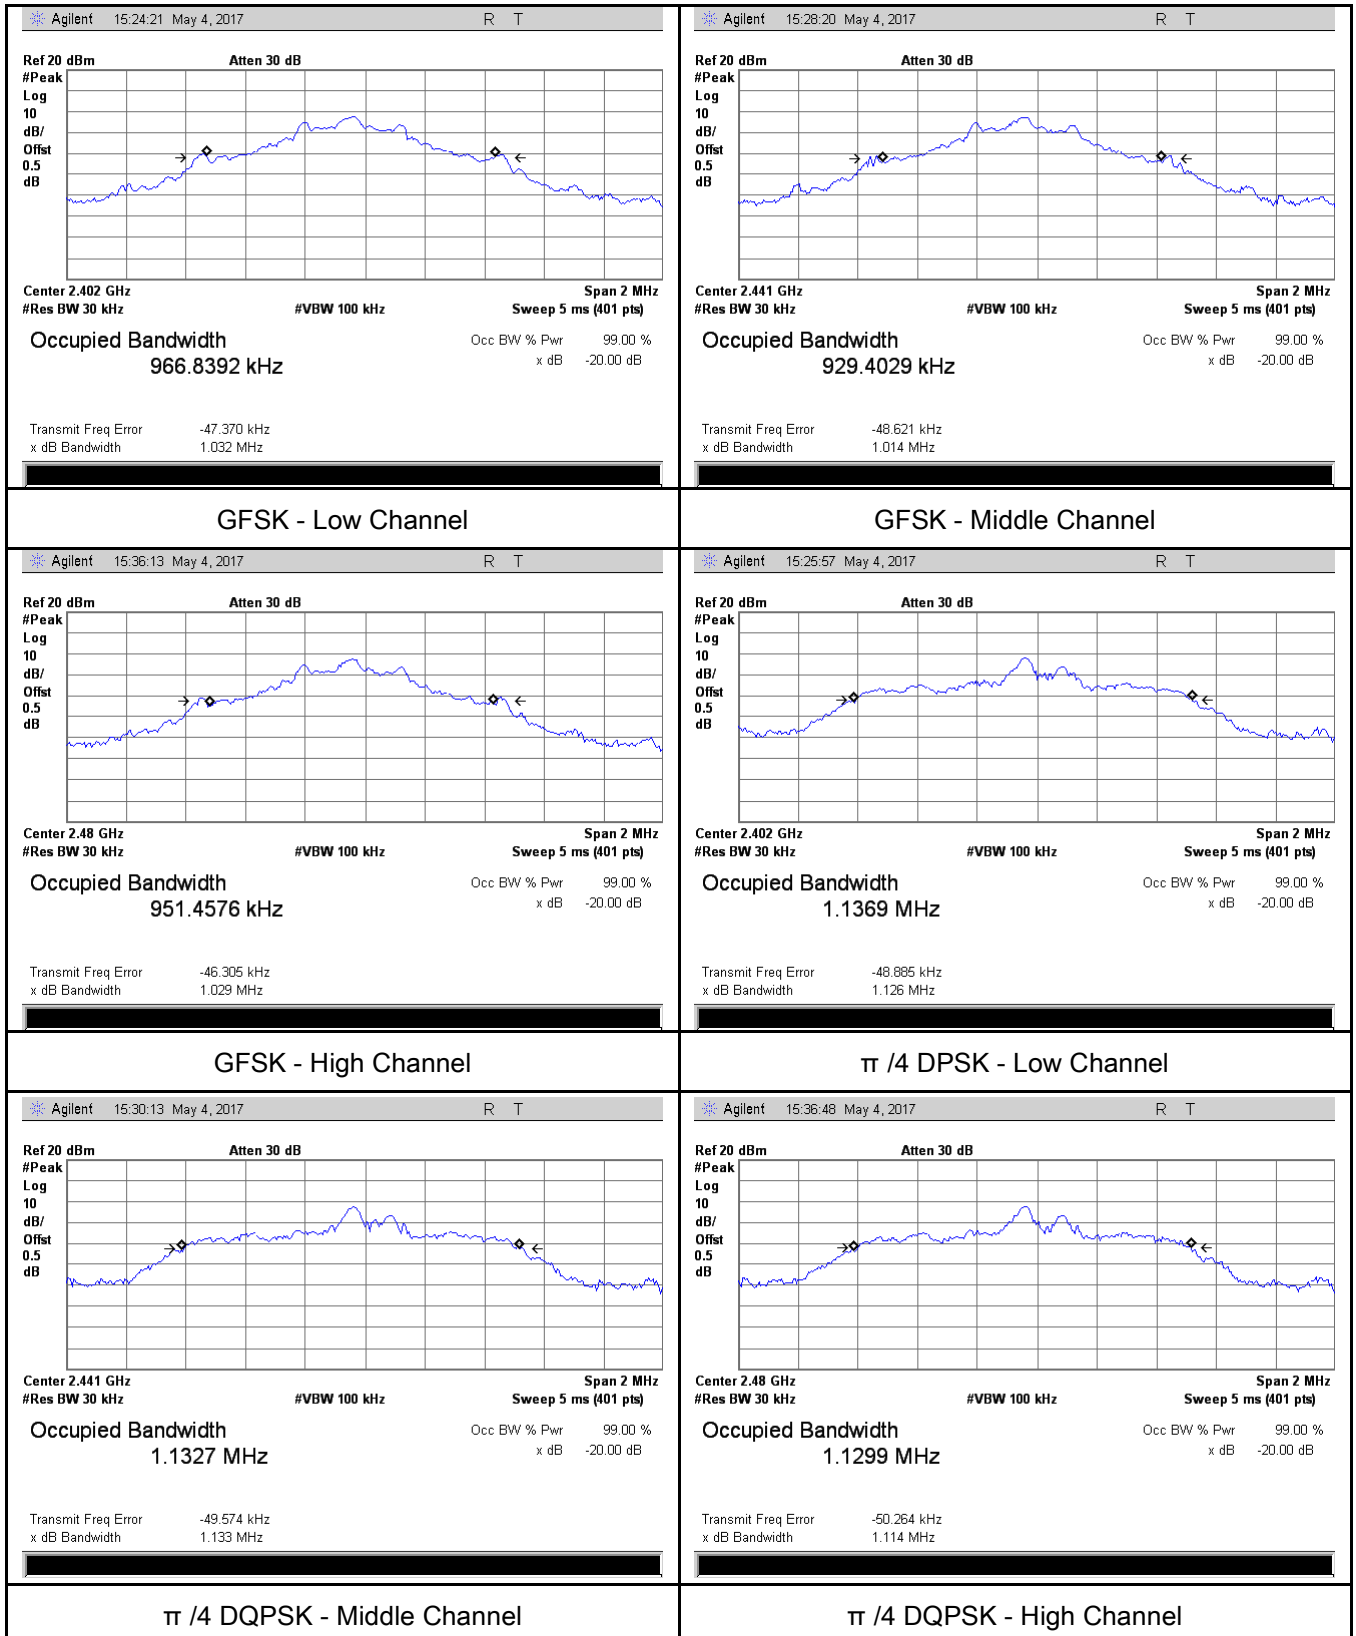 Agilent 15:24:21 May 4, 2017 R T
Ref 20 dBm Atten 30 dB
#Peak
Log
10
dB/
Offst
0.5
dB
Center 2.402 GHz Span 2 MHz
#Res BW 30 kHz #VBW 100 kHz Sweep 5 ms (401 pts)
Occupied Bandwidth Occ BW % Pwr 99.00 %
966.8392 kHz x dB -20.00 dB
Transmit Freq Error -47.370 kHz
x dB Bandwidth 1.032 MHz
GFSK - Low Channel
Agilent 15:28:20 May 4, 2017 R T
Ref 20 dBm Atten 30 dB
#Peak
Log
10
dB/
Offst
0.5
dB
Center 2.441 GHz Span 2 MHz
#Res BW 30 kHz #VBW 100 kHz Sweep 5 ms (401 pts)
Occupied Bandwidth Occ BW % Pwr 99.00 %
929.4029 kHz x dB -20.00 dB
Transmit Freq Error -48.621 kHz
x dB Bandwidth 1.014 MHz
GFSK - Middle Channel
Agilent 15:36:13 May 4, 2017 R T
Ref 20 dBm Atten 30 dB
#Peak
Log
10
dB/
Offst
0.5
dB
Center 2.48 GHz Span 2 MHz
#Res BW 30 kHz #VBW 100 kHz Sweep 5 ms (401 pts)
Occupied Bandwidth Occ BW % Pwr 99.00 %
951.4576 kHz x dB -20.00 dB
Transmit Freq Error -46.305 kHz
x dB Bandwidth 1.029 MHz
GFSK - High Channel
Agilent 15:25:57 May 4, 2017 R T
Ref 20 dBm Atten 30 dB
#Peak
Log
10
dB/
Offst
0.5
dB
Center 2.402 GHz Span 2 MHz
#Res BW 30 kHz #VBW 100 kHz Sweep 5 ms (401 pts)
Occupied Bandwidth Occ BW % Pwr 99.00 %
1.1369 MHz x dB -20.00 dB
Transmit Freq Error -48.885 kHz
x dB Bandwidth 1.126 MHz
π /4 DPSK - Low Channel
Agilent 15:30:13 May 4, 2017 R T
Ref 20 dBm Atten 30 dB
#Peak
Log
10
dB/
Offst
0.5
dB
Center 2.441 GHz Span 2 MHz
#Res BW 30 kHz #VBW 100 kHz Sweep 5 ms (401 pts)
Occupied Bandwidth Occ BW % Pwr 99.00 %
1.1327 MHz x dB -20.00 dB
Transmit Freq Error -49.574 kHz
x dB Bandwidth 1.133 MHz
π /4 DQPSK - Middle Channel
Agilent 15:36:48 May 4, 2017 R T
Ref 20 dBm Atten 30 dB
#Peak
Log
10
dB/
Offst
0.5
dB
Center 2.48 GHz Span 2 MHz
#Res BW 30 kHz #VBW 100 kHz Sweep 5 ms (401 pts)
Occupied Bandwidth Occ BW % Pwr 99.00 %
1.1299 MHz x dB -20.00 dB
Transmit Freq Error -50.264 kHz
x dB Bandwidth 1.114 MHz
π /4 DQPSK - High Channel